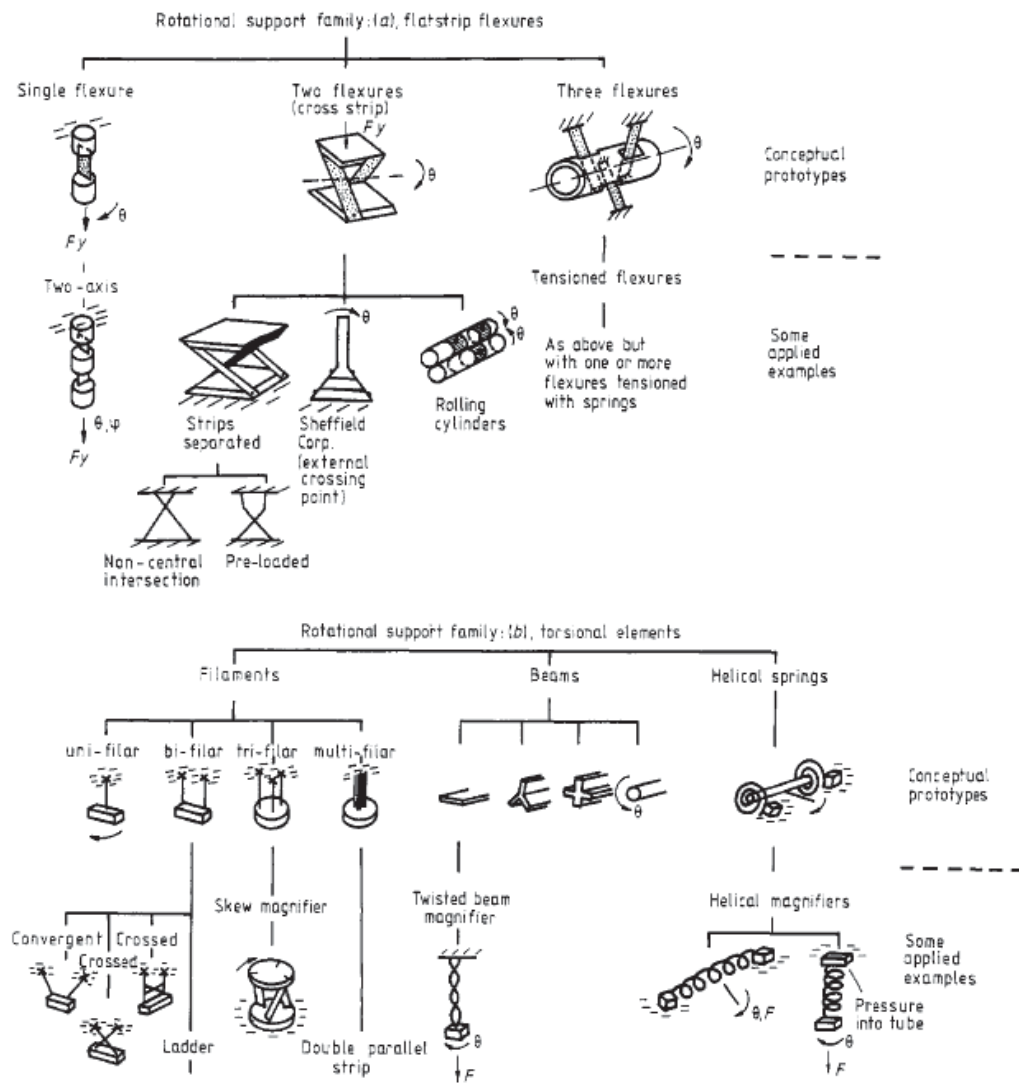 Rotational support family:(a), flatstrip flexures
Single flexure
Two flexures
(cross strip)
Three flexures
Fy
θ
θ
θ
Fy
Conceptual
prototypes
Two-axis
Tensioned flexures
θ
θ
θ
As above but
with one or more
flexures tensioned
with springs
Some
applied
examples
θ,φ
Fy
Strips
separated
Sheffield
Corp.
(external
crossing
point)
Rolling
cylinders
Non-central
intersection
Pre-loaded
Rotational support family:(b), torsional elements
Filaments
Beams
Helical springs
uni-filar
bi-filar
tri-filar
multi-filar
θ
Conceptual
prototypes
Skew magnifier
Twisted beam
magnifier
Helical magnifiers
Convergent
Crossed
Crossed
Some
applied
examples
θ,F
Pressure
into tube
Ladder
Double parallel
strip
θ
F
θ
F